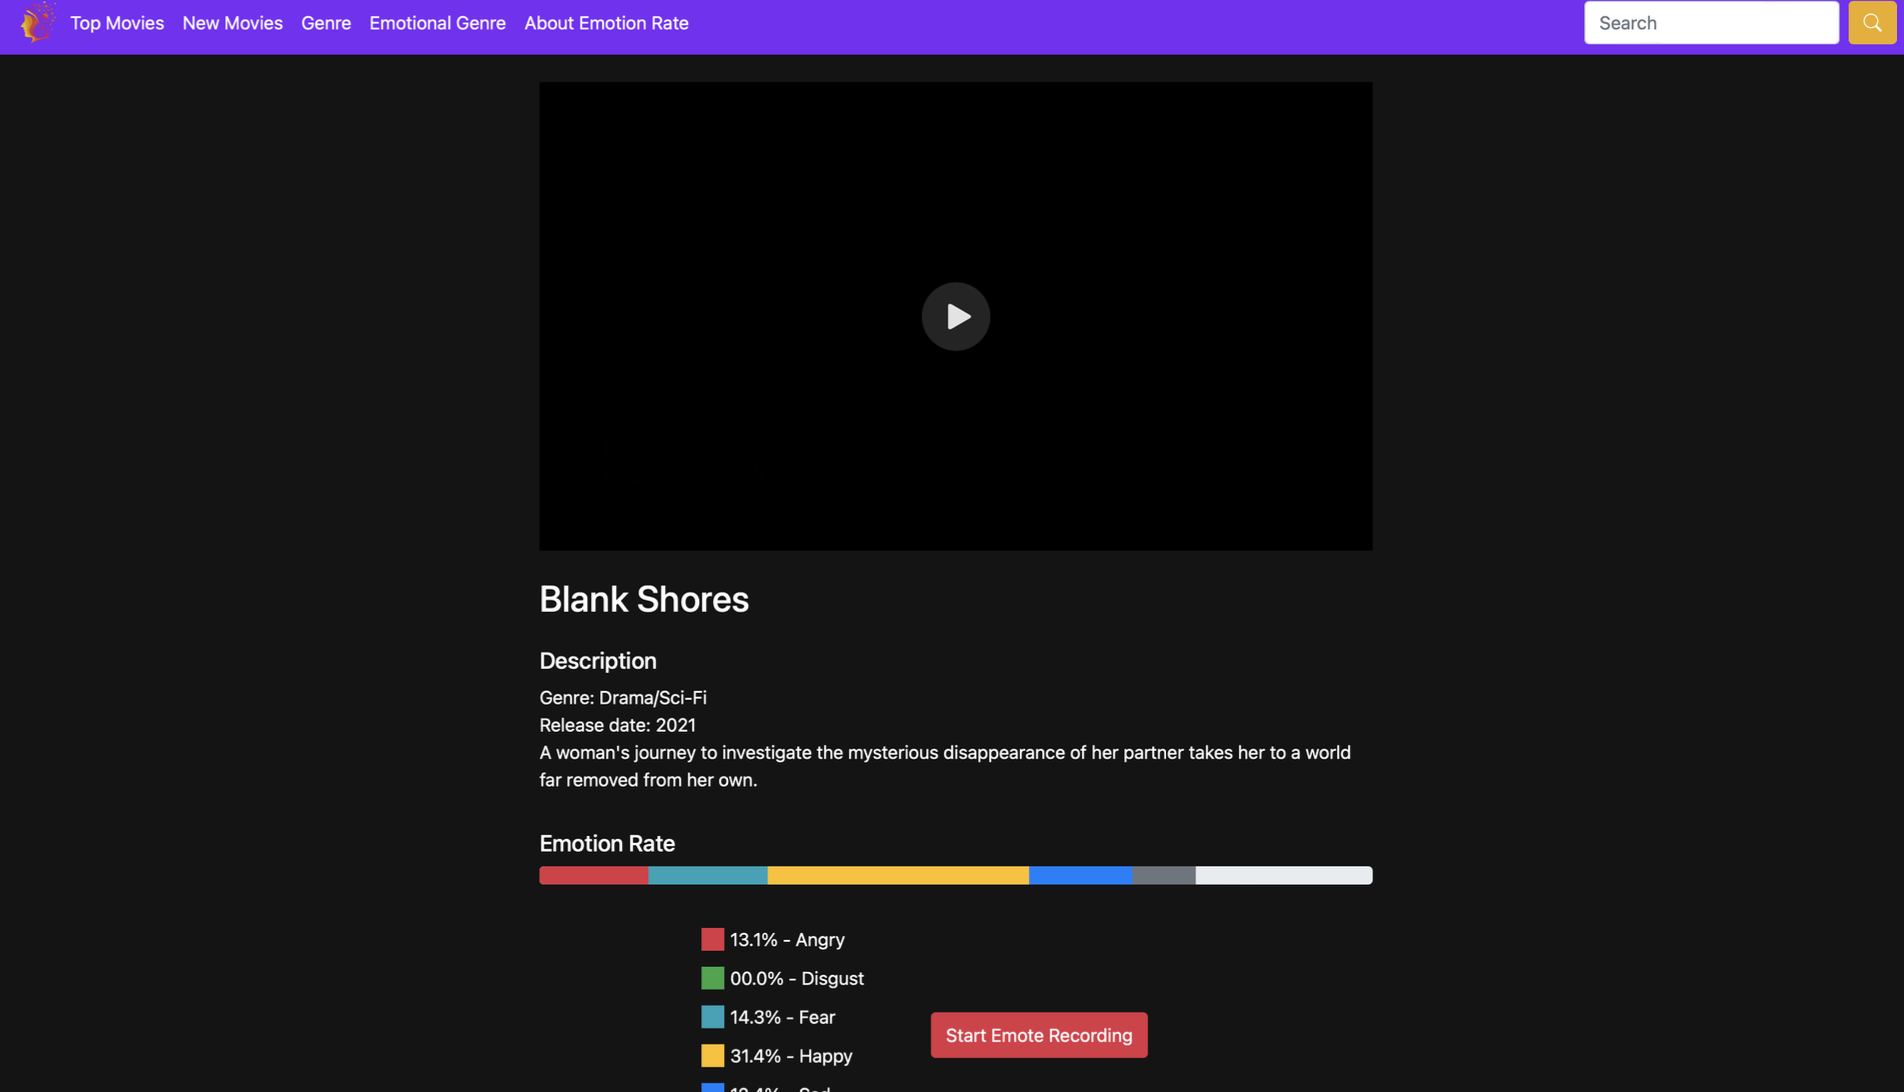 Top Movies New Movies Genre Emotional Genre About Emotion Rate Search
Blank Shores
Description
Genre: Drama/Sci-Fi
Release date: 2021
A woman's journey to investigate the mysterious disappearance of her partner takes her to a world
far removed from her own.
Emotion Rate
13.1% - Angry
00.0% - Disgust
14.3% - Fear
31.4% - Happy
Start Emote Recording